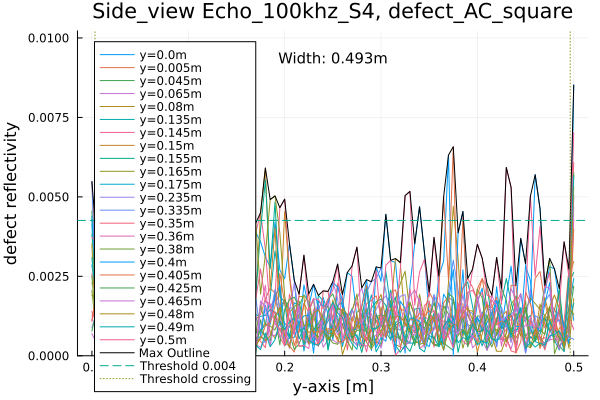 Side_view Echo_100khz_S4, defect_AC_square
0.0100
0.0075
0.0050
0.0025
0.0000
defect reflectivity
Width: 0.493m
y=0.0m
y=0.005m
y=0.045m
y=0.065m
y=0.08m
y=0.135m
y=0.145m
y=0.15m
y=0.155m
y=0.165m
y=0.175m
y=0.235m
y=0.335m
y=0.35m
y=0.36m
y=0.38m
y=0.4m
y=0.405m
y=0.425m
y=0.465m
y=0.48m
y=0.49m
y=0.5m
Max Outline
Threshold 0.004
Threshold crossing
0.2
0.3
0.4
0.5
y-axis [m]